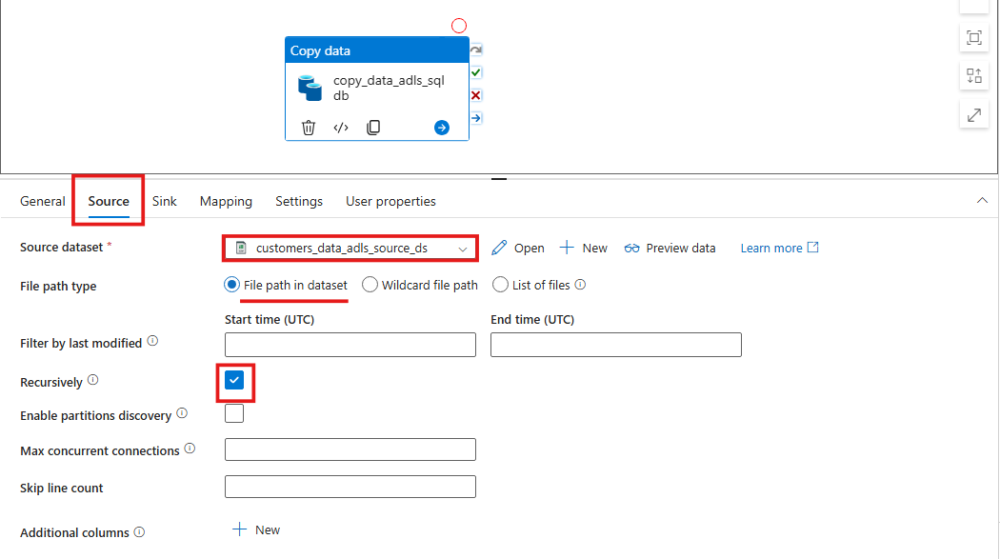 Copy data
copy_data_adls_sql
db
General Source Sink Mapping Settings User properties
Source dataset * customers_data_adls_source_ds Open New Preview data Learn more
File path type File path in dataset Wildcard file path List of files
Start time (UTC) End time (UTC)
Filter by last modified
Recursively
Enable partitions discovery
Max concurrent connections
Skip line count
Additional columns New